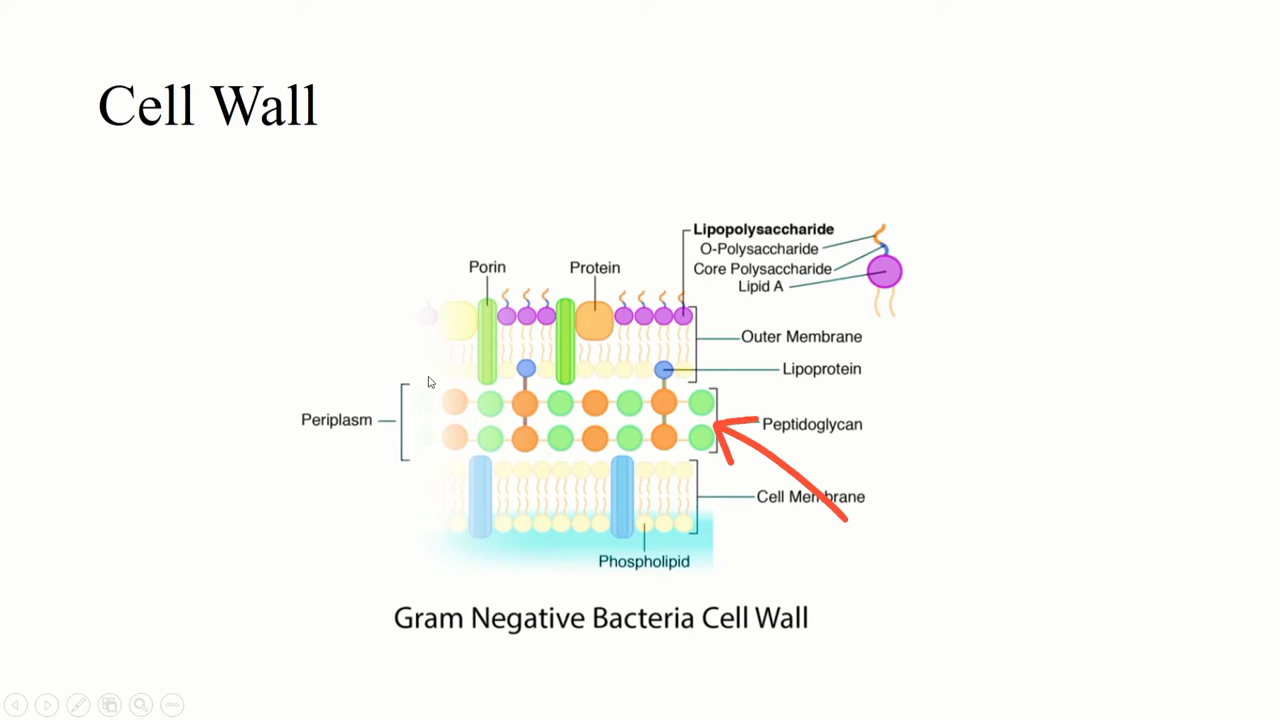 Cell Wall
Lipopolysaccharide
O-Polysaccharide
Core Polysaccharide
Lipid A
Porin
Protein
Outer Membrane
Lipoprotein
Periplasm
Peptidoglycan
Cell Membrane
Phospholipid
Gram Negative Bacteria Cell Wall